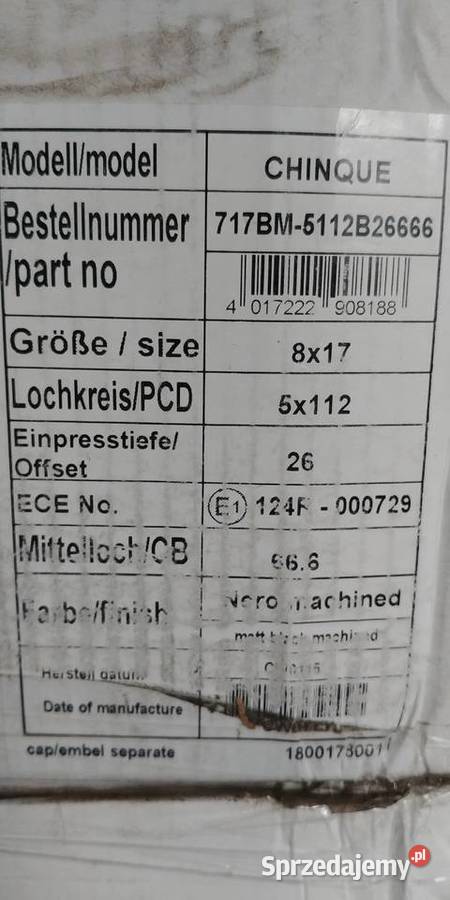 Modell/model
CHINQUE
Bestellnummer
/part no
717BM-5112B26666
4 017222 908188
Größe / size
8x17
Lochkreis/PCD
5x112
Einpresstiefe/
Offset
26
ECE No.
E1 124R - 000729
Mittelloch/CB
66.6
Farbe/finish
Nero machined
matt black machined
Herstell datum
Date of manufacture
cap/embel separate
Sprzedajemy.pl